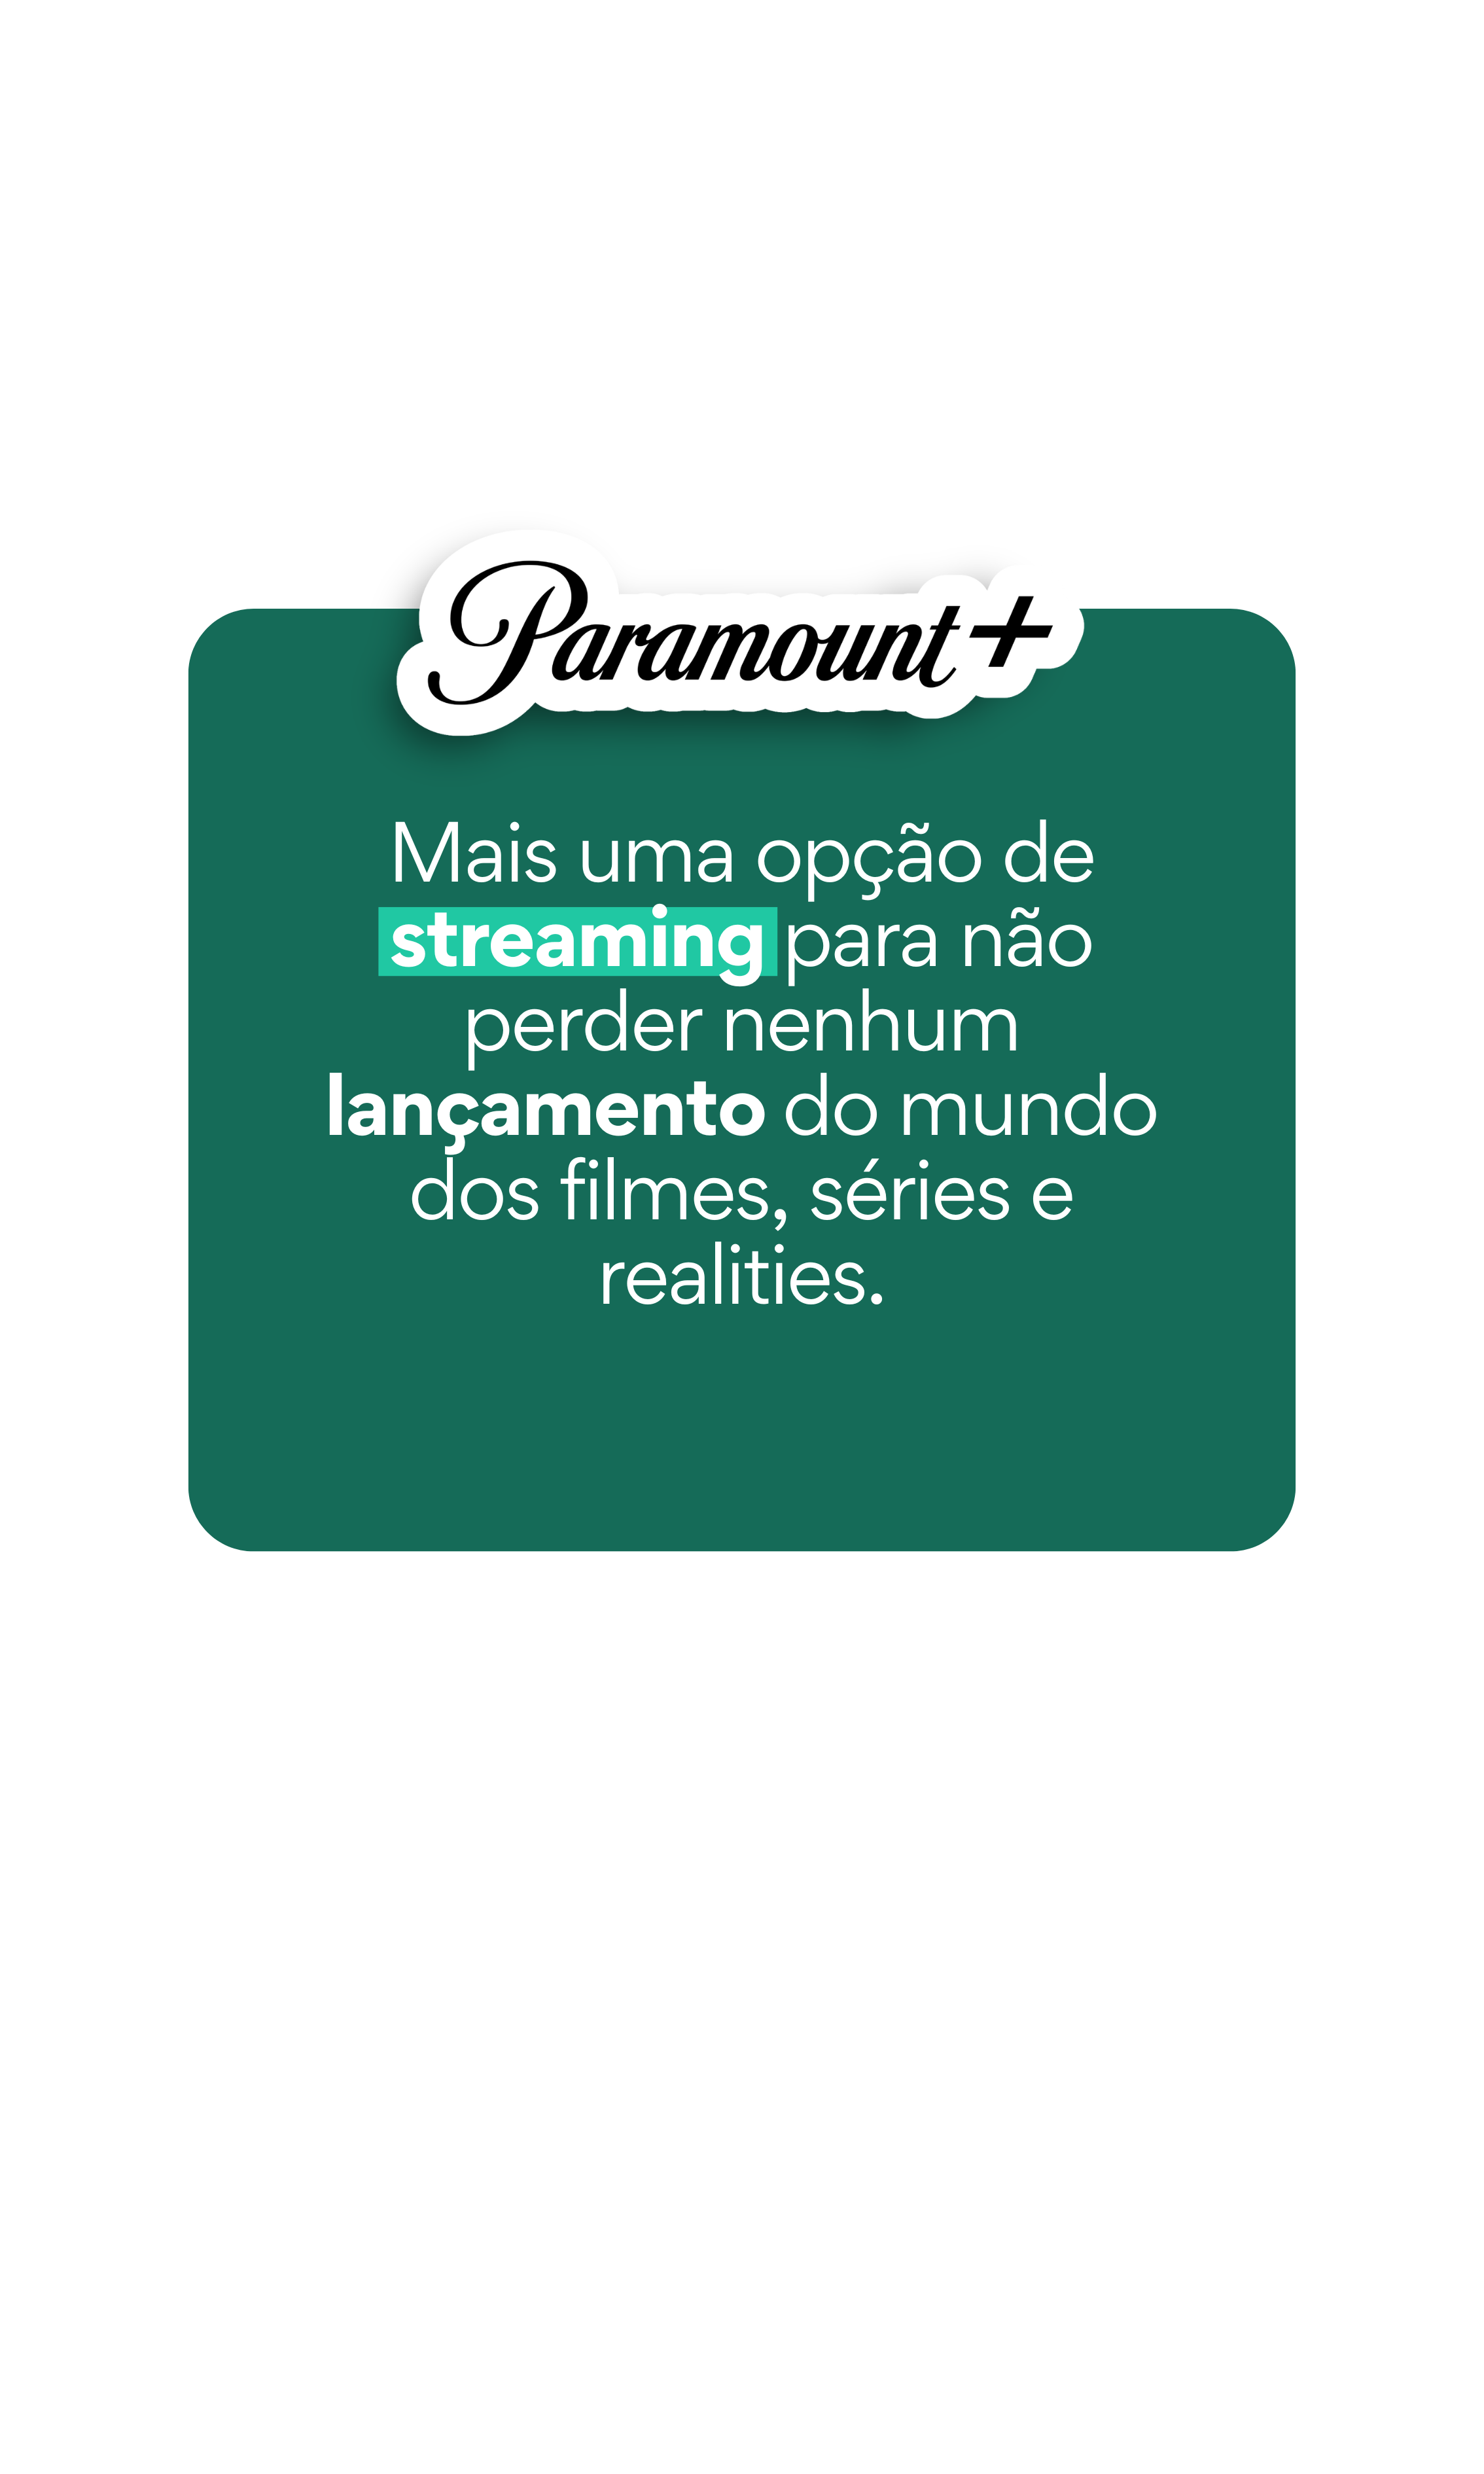 Paramount+
Mais uma opção de
streaming para não
perder nenhum
lançamento do mundo
dos filmes, séries e
realities.